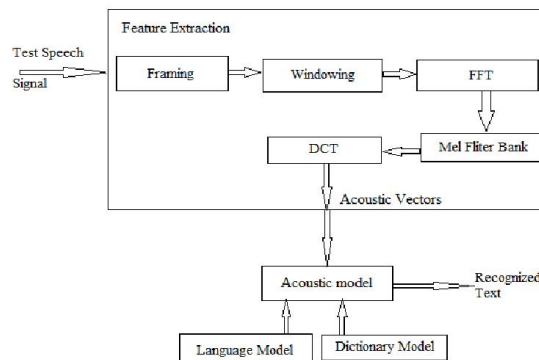 Feature Extraction
Test Speech
Signal
Framing
Windowing
FFT
Mel Fliter Bank
DCT
Acoustic Vectors
Acoustic model
Recognized
Text
Language Model
Dictionary Model